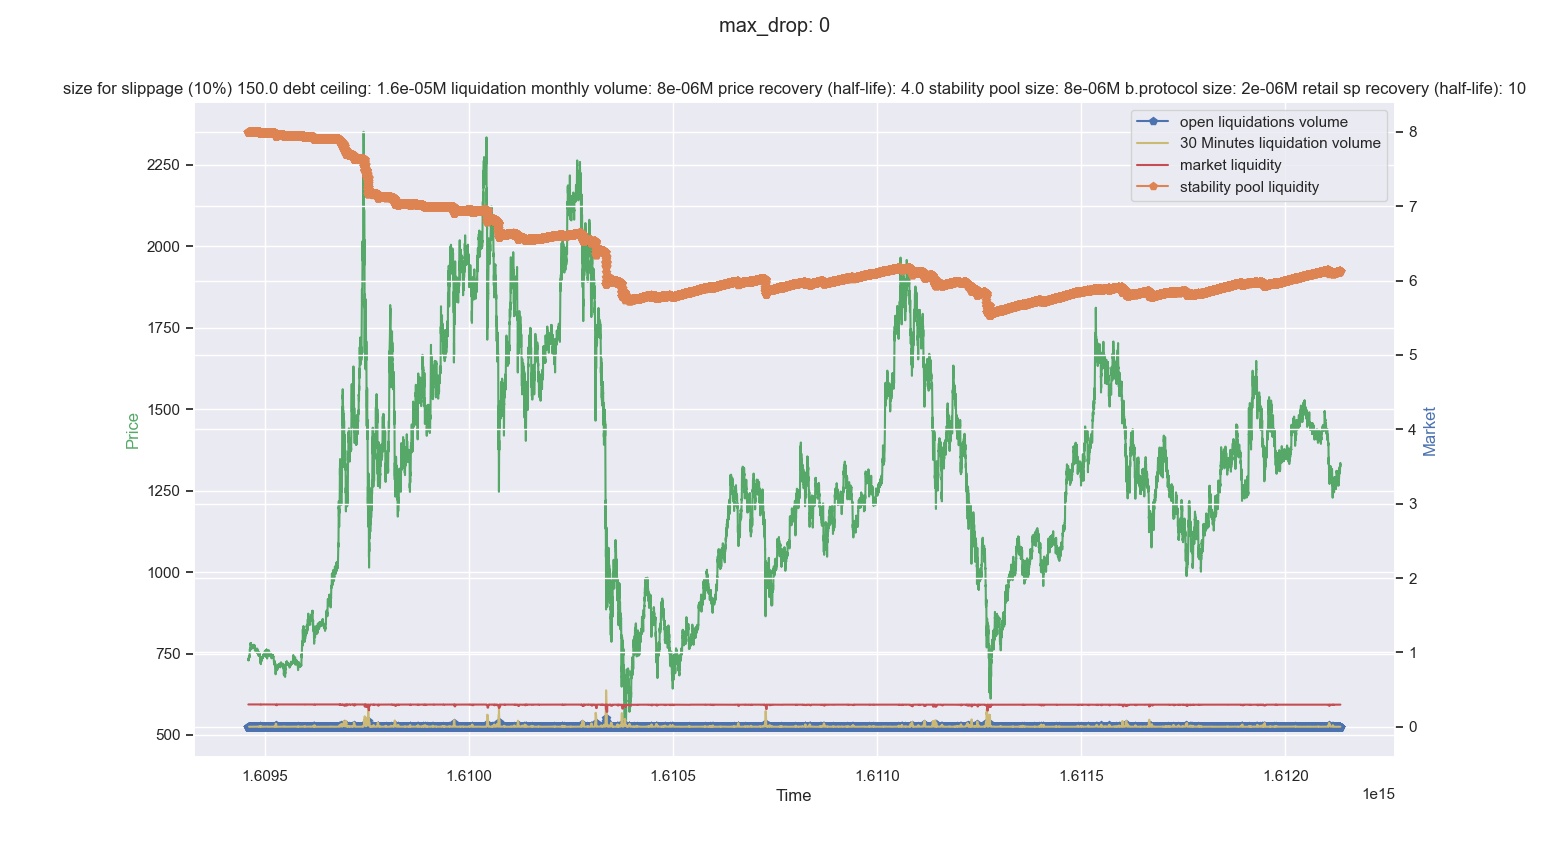 max_drop: 0
size for slippage (10%) 150.0 debt ceiling: 1.6e-05M liquidation monthly volume: 8e-06M price recovery (half-life): 4.0 stability pool size: 8e-06M b.protocol size: 2e-06M retail sp recovery (half-life): 10
open liquidations volume
30 Minutes liquidation volume
market liquidity
stability pool liquidity
Price
2250
2000
1750
1500
1250
1000
750
500
8
7
6
5
4
3
2
1
0
Market
1.6095
1.6100
1.6105
1.6110
1.6115
1.6120
Time
1e15